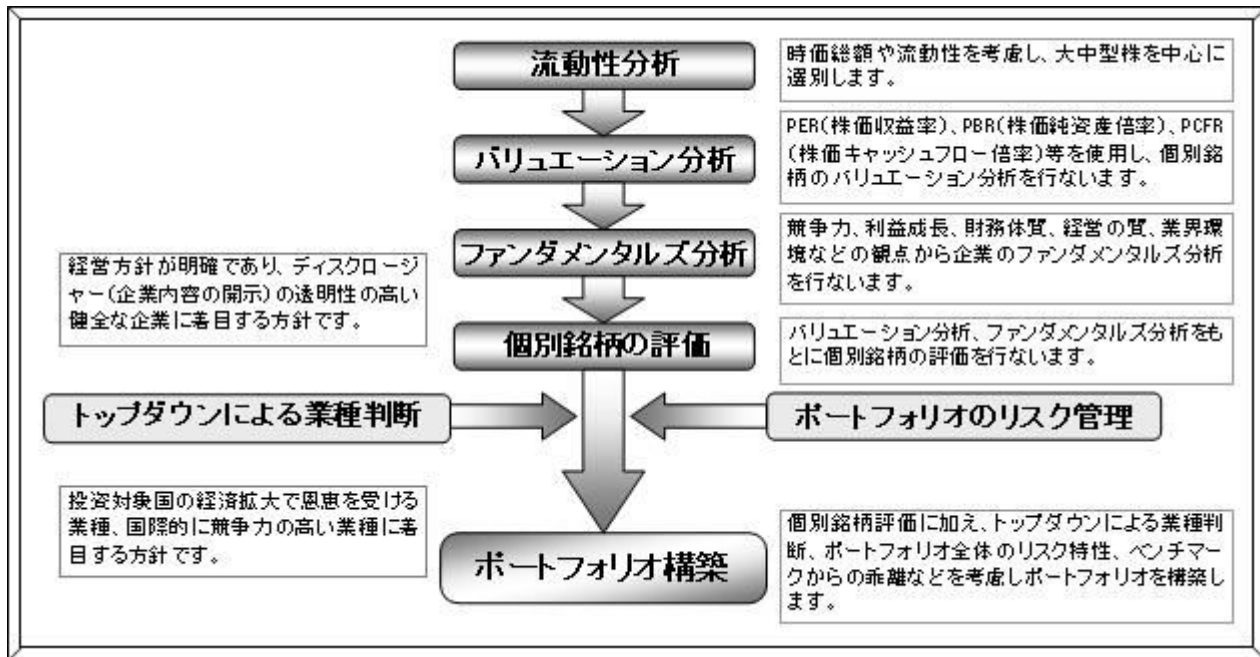 流動性分析
時価総額や流動性を考慮し、大中型株を中心に
選別します。
バリュエーション分析
PER(株価収益率)、PBR(株価純資産倍率)、PCFR
(株価キャッシュフロー倍率)等を使用し、個別銘
柄のバリュエーション分析を行ないます。
ファンダメンタルズ分析
競争力、利益成長、財務体質、経営の質、業界環
境などの観点から企業のファンダメンタルズ分析
を行ないます。
経営方針が明確であり、ディスクロージ
ャー(企業内容の開示)の透明性の高い
健全な企業に着目する方針です。
個別銘柄の評価
バリュエーション分析、ファンダメンタルズ分析をも
とに個別銘柄の評価を行ないます。
トップダウンによる業種判断
ポートフォリオのリスク管理
投資対象国の経済拡大で恩恵を受ける
業種、国際的に競争力の高い業種に着
目する方針です。
ポートフォリオ構築
個別銘柄評価に加え、トップダウンによる業種判
断、ポートフォリオ全体のリスク特性、ベンチマー
クからの乖離などを考慮しポートフォリオを構築し
ます。